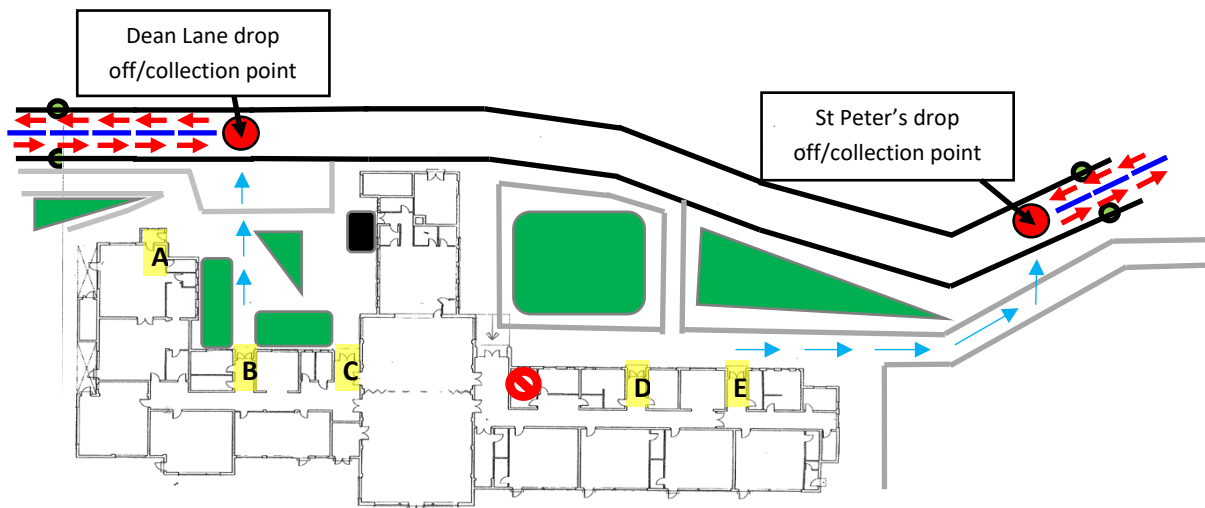 Dean Lane drop
off/collection point
St Peter’s drop
off/collection point
A
B
C
D
E